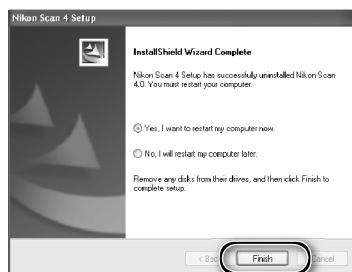 Nikon Scan 4 Setup
InstallShield Wizard Complete
Nikon Scan 4 Setup has successfully uninstalled Nikon Scan
4.0. You must restart your computer.
Yes, I want to restart my computer now.
No, I will restart my computer later.
Remove any disks from their drives, and then click Finish to
complete setup.
< Back Finish Cancel